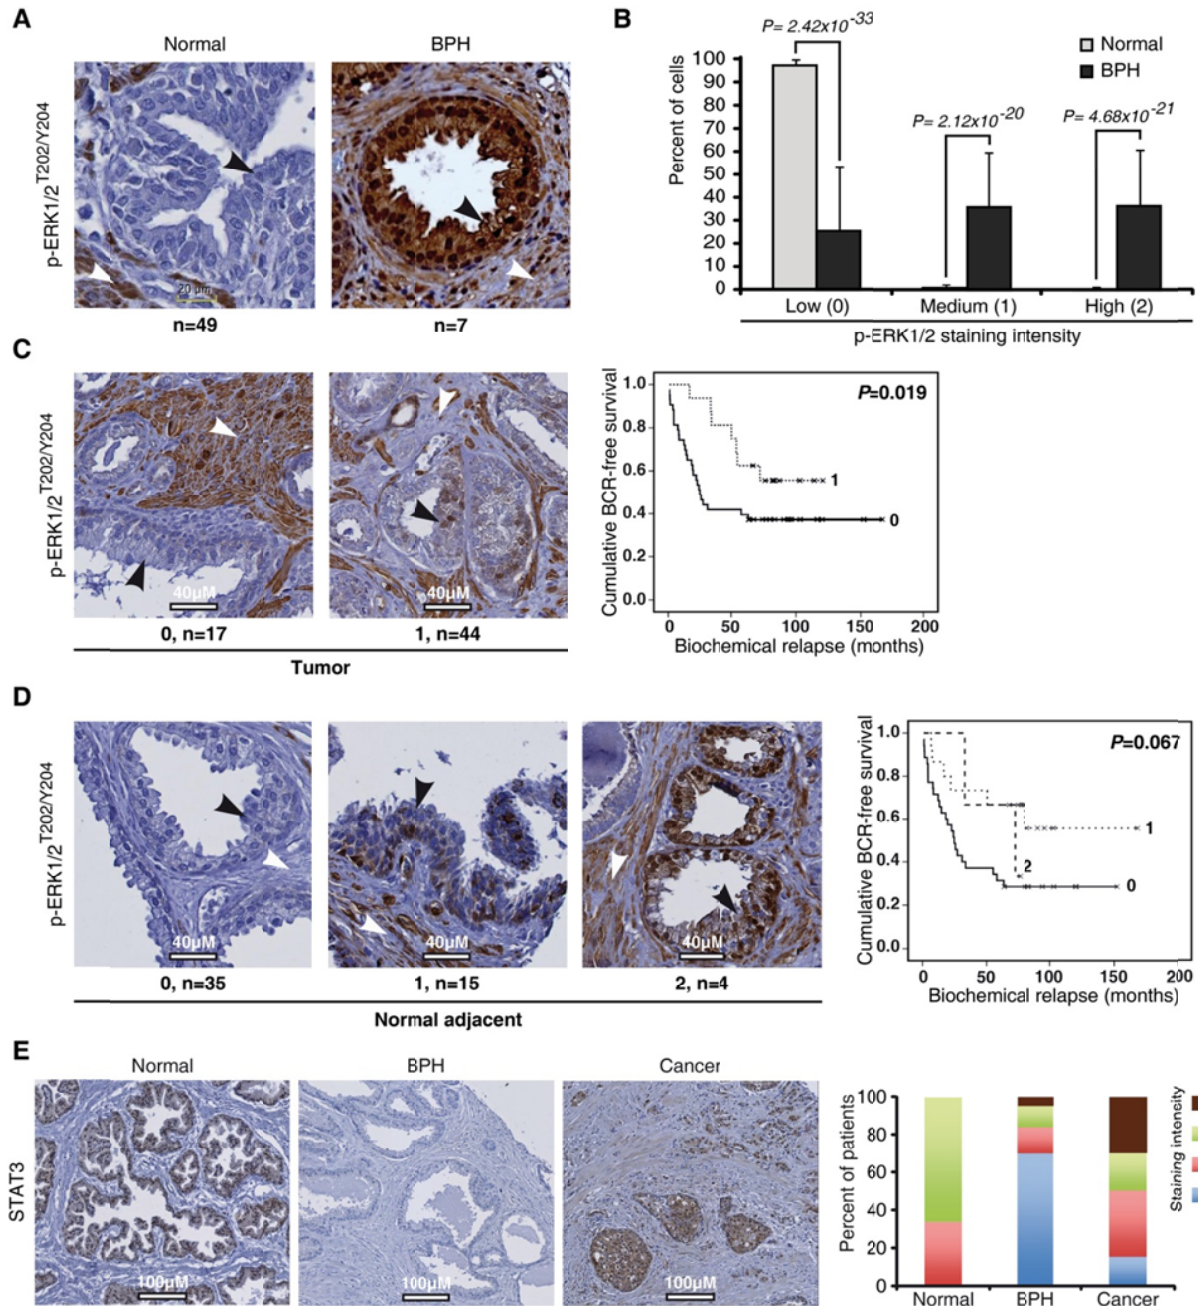 A
Normal
BPH
p-ERK1/2^T202/Y204
20 µm
n=49
n=7
B
P= 2.42x10^-33
Normal
BPH
P= 2.12x10^-20
P= 4.68x10^-21
Percent of cells
100
90
80
70
60
50
40
30
20
10
0
Low (0)
Medium (1)
High (2)
p-ERK1/2 staining intensity
C
p-ERK1/2^T202/Y204
40µM
40µM
0, n=17
1, n=44
Tumor
P=0.019
Cumulative BCR-free survival
1.0
0.8
0.6
0.4
0.2
0.0
1
0
0 50 100 150 200
Biochemical relapse (months)
D
p-ERK1/2^T202/Y204
40µM
40µM
40µM
0, n=35
1, n=15
2, n=4
Normal adjacent
P=0.067
Cumulative BCR-free survival
1.0
0.8
0.6
0.4
0.2
0.0
1
2
0
0 50 100 150 200
Biochemical relapse (months)
E
Normal
BPH
Cancer
STAT3
100µM
100µM
100µM
Percent of patients
100
80
60
40
20
0
Normal
BPH
Cancer
Staining intensity